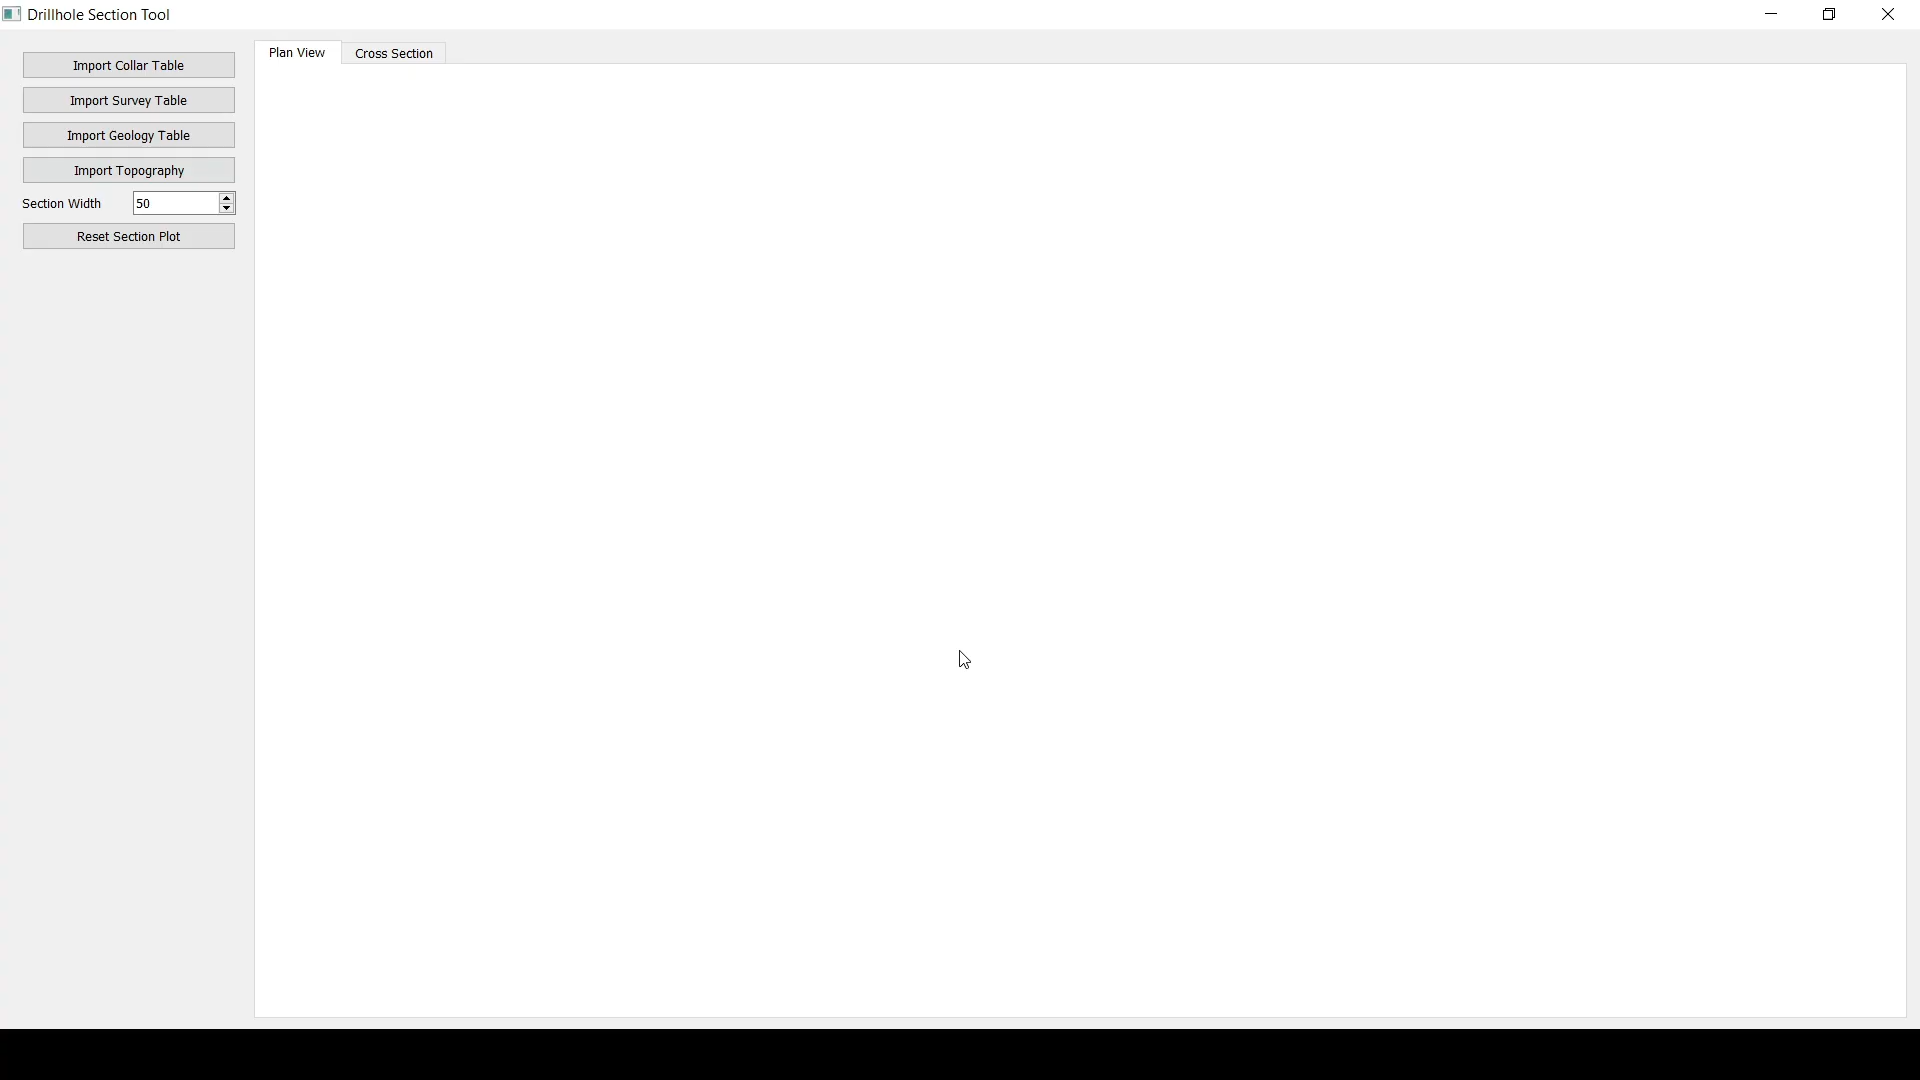 Drillhole Section Tool
Import Collar Table
Import Survey Table
Import Geology Table
Import Topography
Section Width 50
Reset Section Plot
Plan View Cross Section